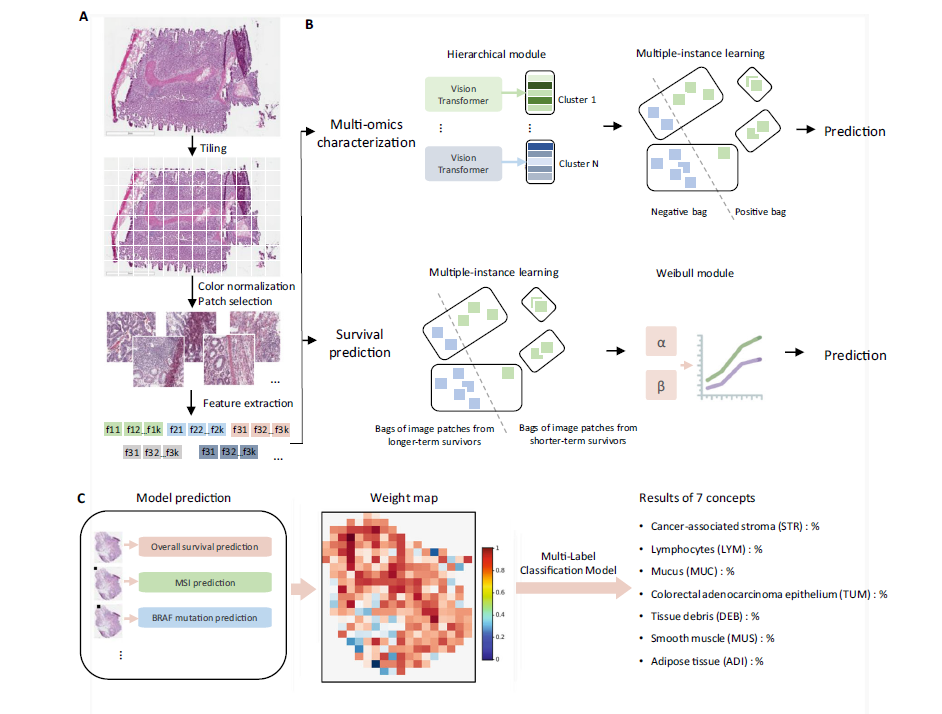 A
Tiling
Color normalization
Patch selection
...
Feature extraction
f11 f12...f1k f21 f22...f2k f31 f32...f3k
f31 f32...f3k f31 f32...f3k ...
B
Multi-omics
characterization
Hierarchical module
Vision
Transformer
Cluster 1
Vision
Transformer
Cluster N
Multiple-instance learning
Negative bag
Positive bag
Prediction
Survival
prediction
Multiple-instance learning
Bags of image patches from
longer-term survivors
Bags of image patches from
shorter-term survivors
Weibull module
α
β
Prediction
C
Model prediction
Overall survival prediction
MSI prediction
BRAF mutation prediction
Weight map
1
0.8
0.6
0.4
0.2
0
Multi-Label
Classification Model
Results of 7 concepts
• Cancer-associated stroma (STR) : %
• Lymphocytes (LYM) : %
• Mucus (MUC) : %
• Colorectal adenocarcinoma epithelium (TUM) : %
• Tissue debris (DEB) : %
• Smooth muscle (MUS) : %
• Adipose tissue (ADI) : %